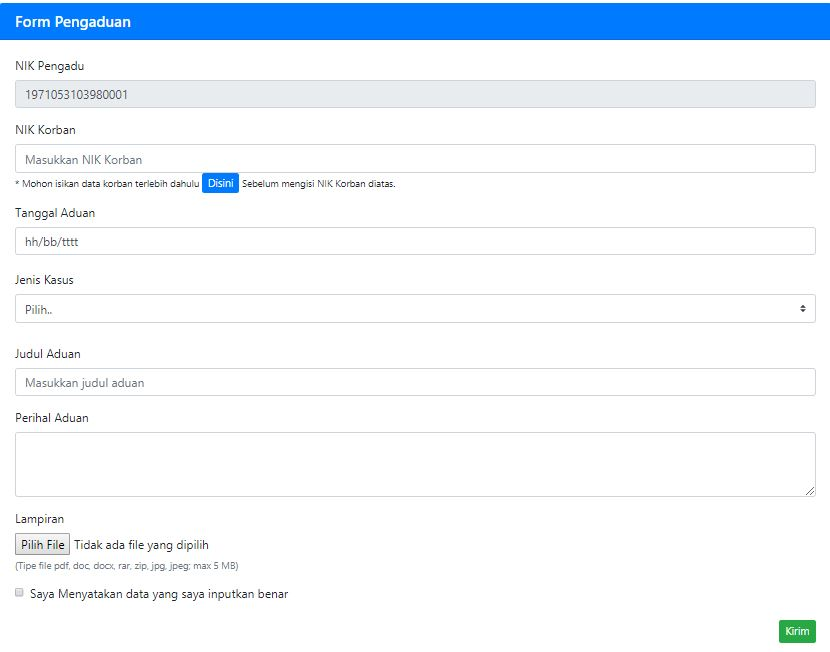 Form Pengaduan
NIK Pengadu
1971053103980001
NIK Korban
Masukkan NIK Korban
* Mohon isikan data korban terlebih dahulu Disini Sebelum mengisi NIK Korban diatas.
Tanggal Aduan
hh/bb/tttt
Jenis Kasus
Pilih..
Judul Aduan
Masukkan judul aduan
Perihal Aduan
Lampiran
Pilih File Tidak ada file yang dipilih
(Tipe file pdf, doc, docx, rar, zip, jpg, jpeg; max 5 MB)
Saya Menyatakan data yang saya inputkan benar
Kirim